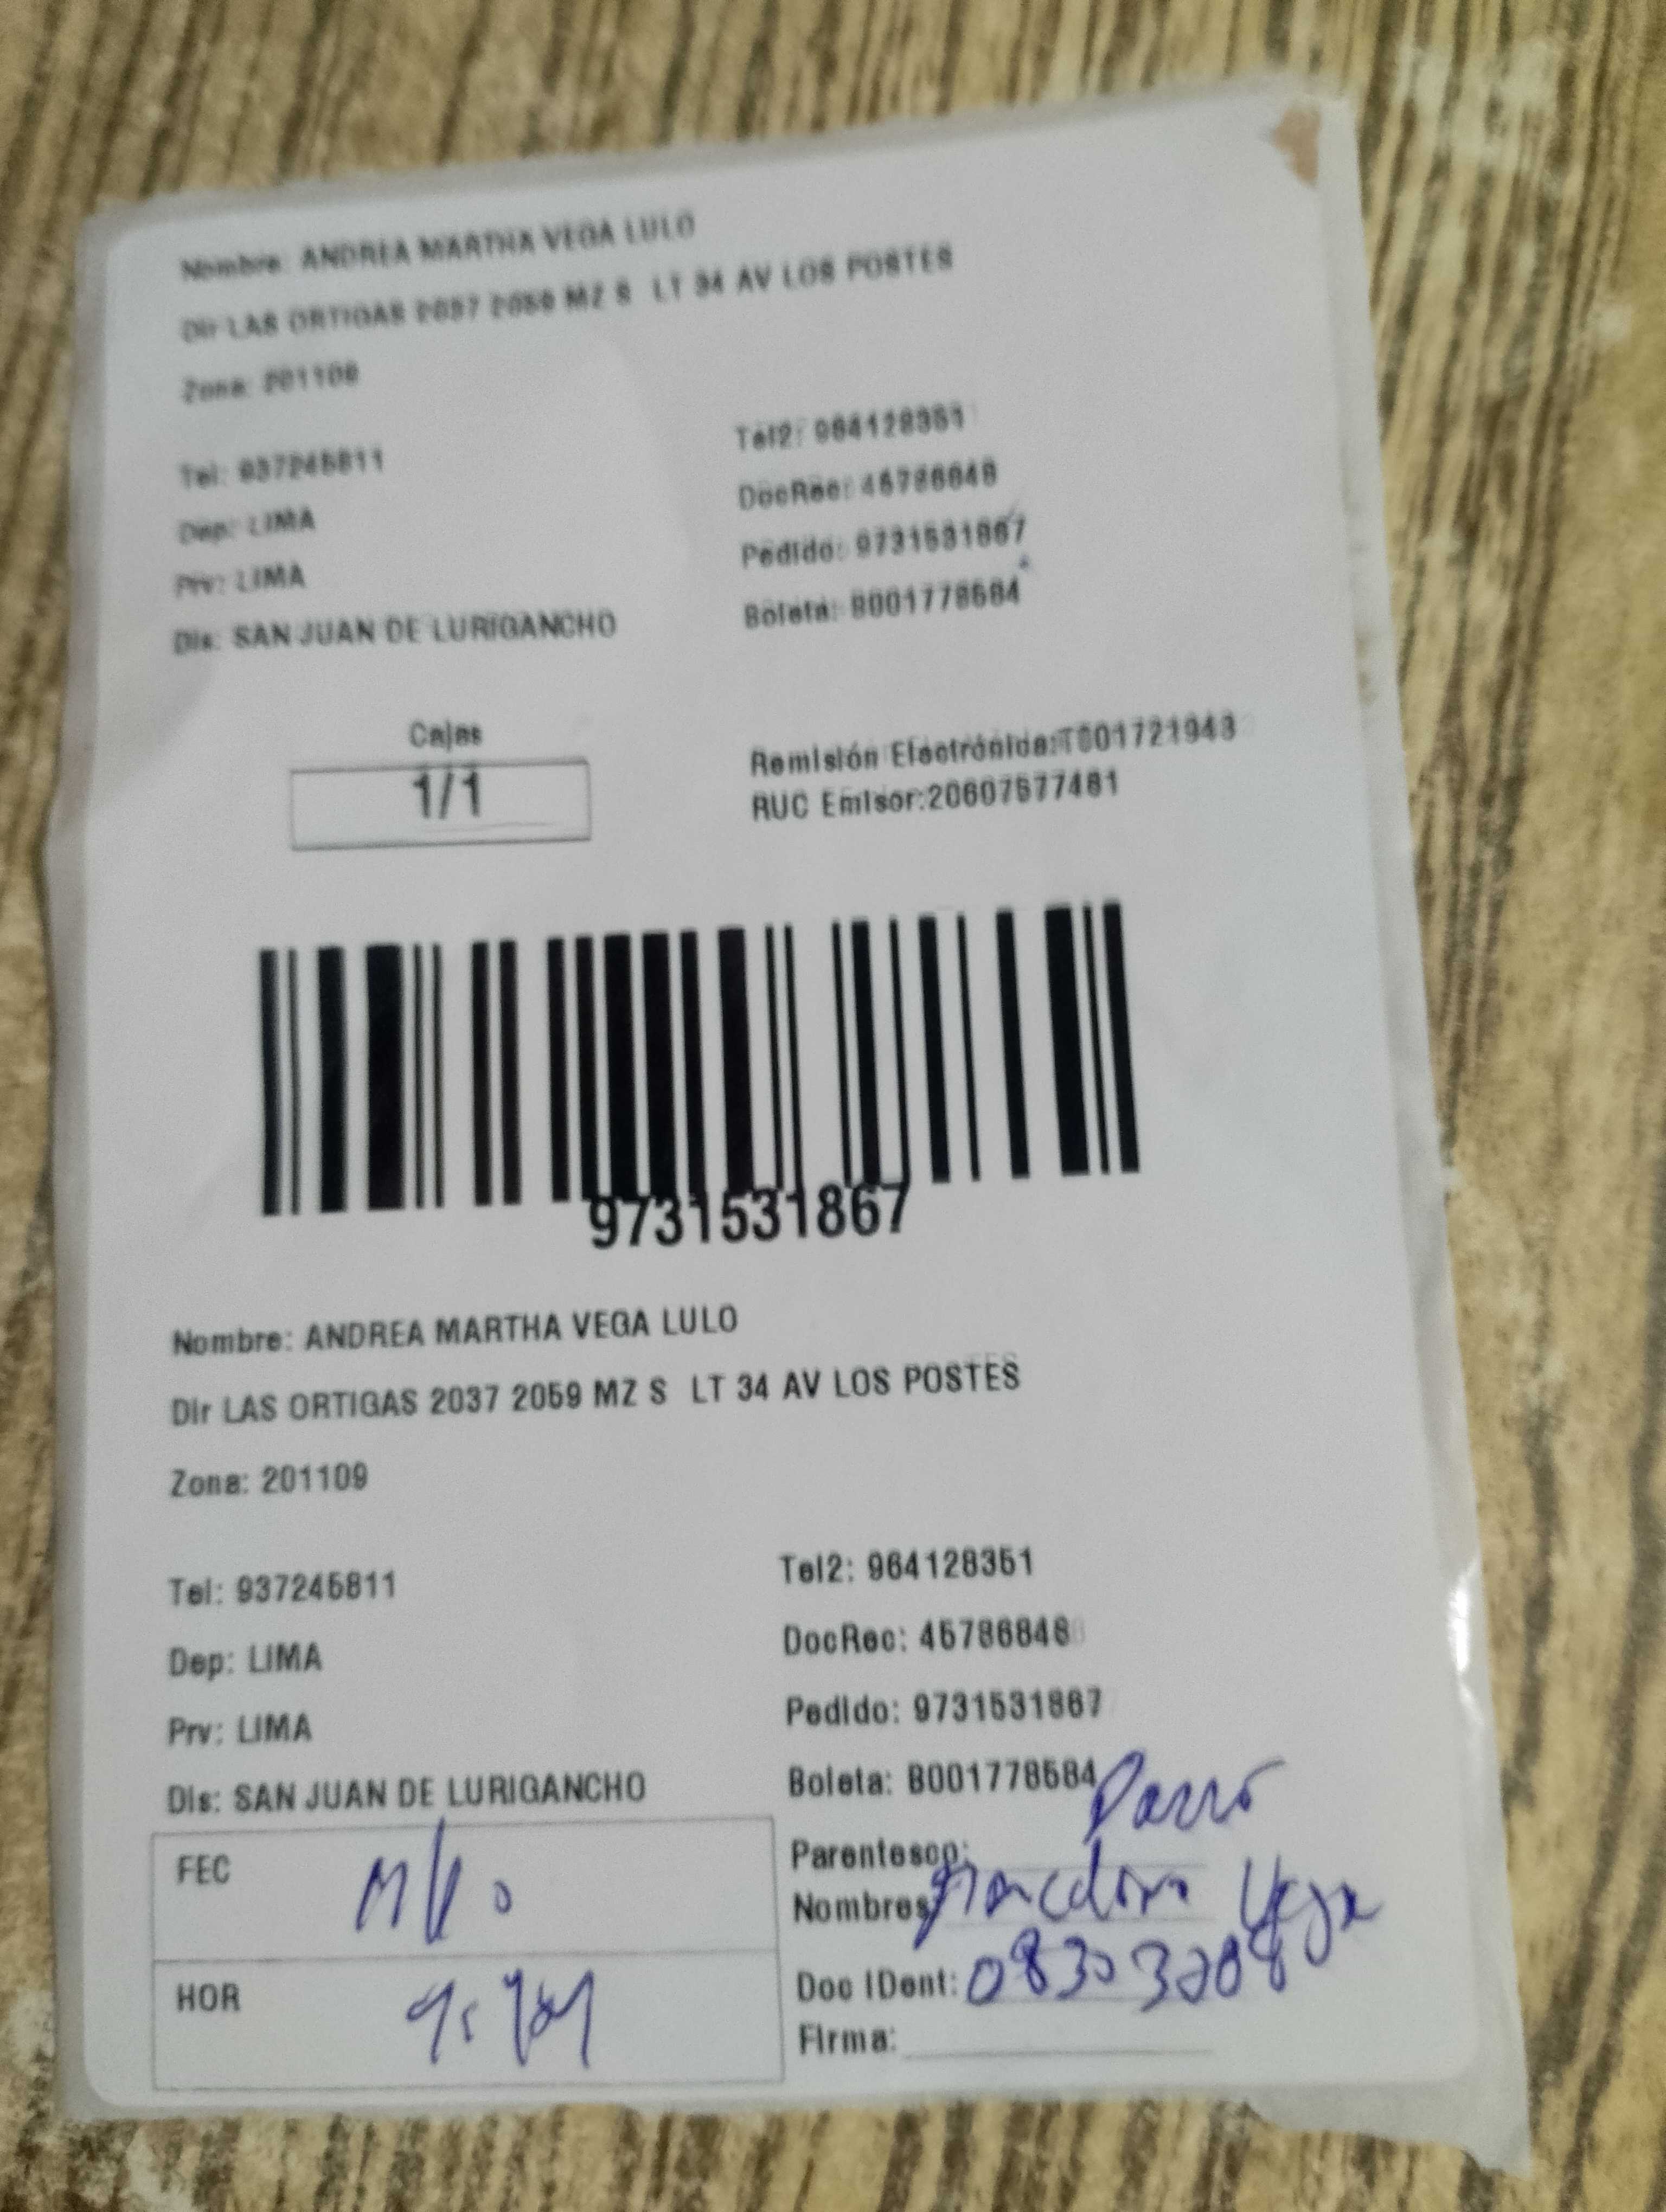 Nombre: ANDREA MARTHA VEGA LULO
Dir LAS ORTIGAS 2037 2059 MZ S LT 34 AV LOS POSTES
Zona: 201109
Tel: 937245811
Tel2: 964128351
Dep: LIMA
DocRec: 45786848
Prv: LIMA
Pedido: 9731531867
Dis: SAN JUAN DE LURIGANCHO
Boleta: B001778584
Cajas
1/1
Remisión Electrónica:T001721943
RUC Emisor:20607577481
9731531867
Nombre: ANDREA MARTHA VEGA LULO
Dir LAS ORTIGAS 2037 2059 MZ S LT 34 AV LOS POSTES
Zona: 201109
Tel: 937245811
Tel2: 964128351
Dep: LIMA
DocRec: 45786848
Prv: LIMA
Pedido: 9731531867
Dis: SAN JUAN DE LURIGANCHO
Boleta: B001778584
FEC
Parentesco:
Nombres Vega
HOR
Doc IDent:
Firma: